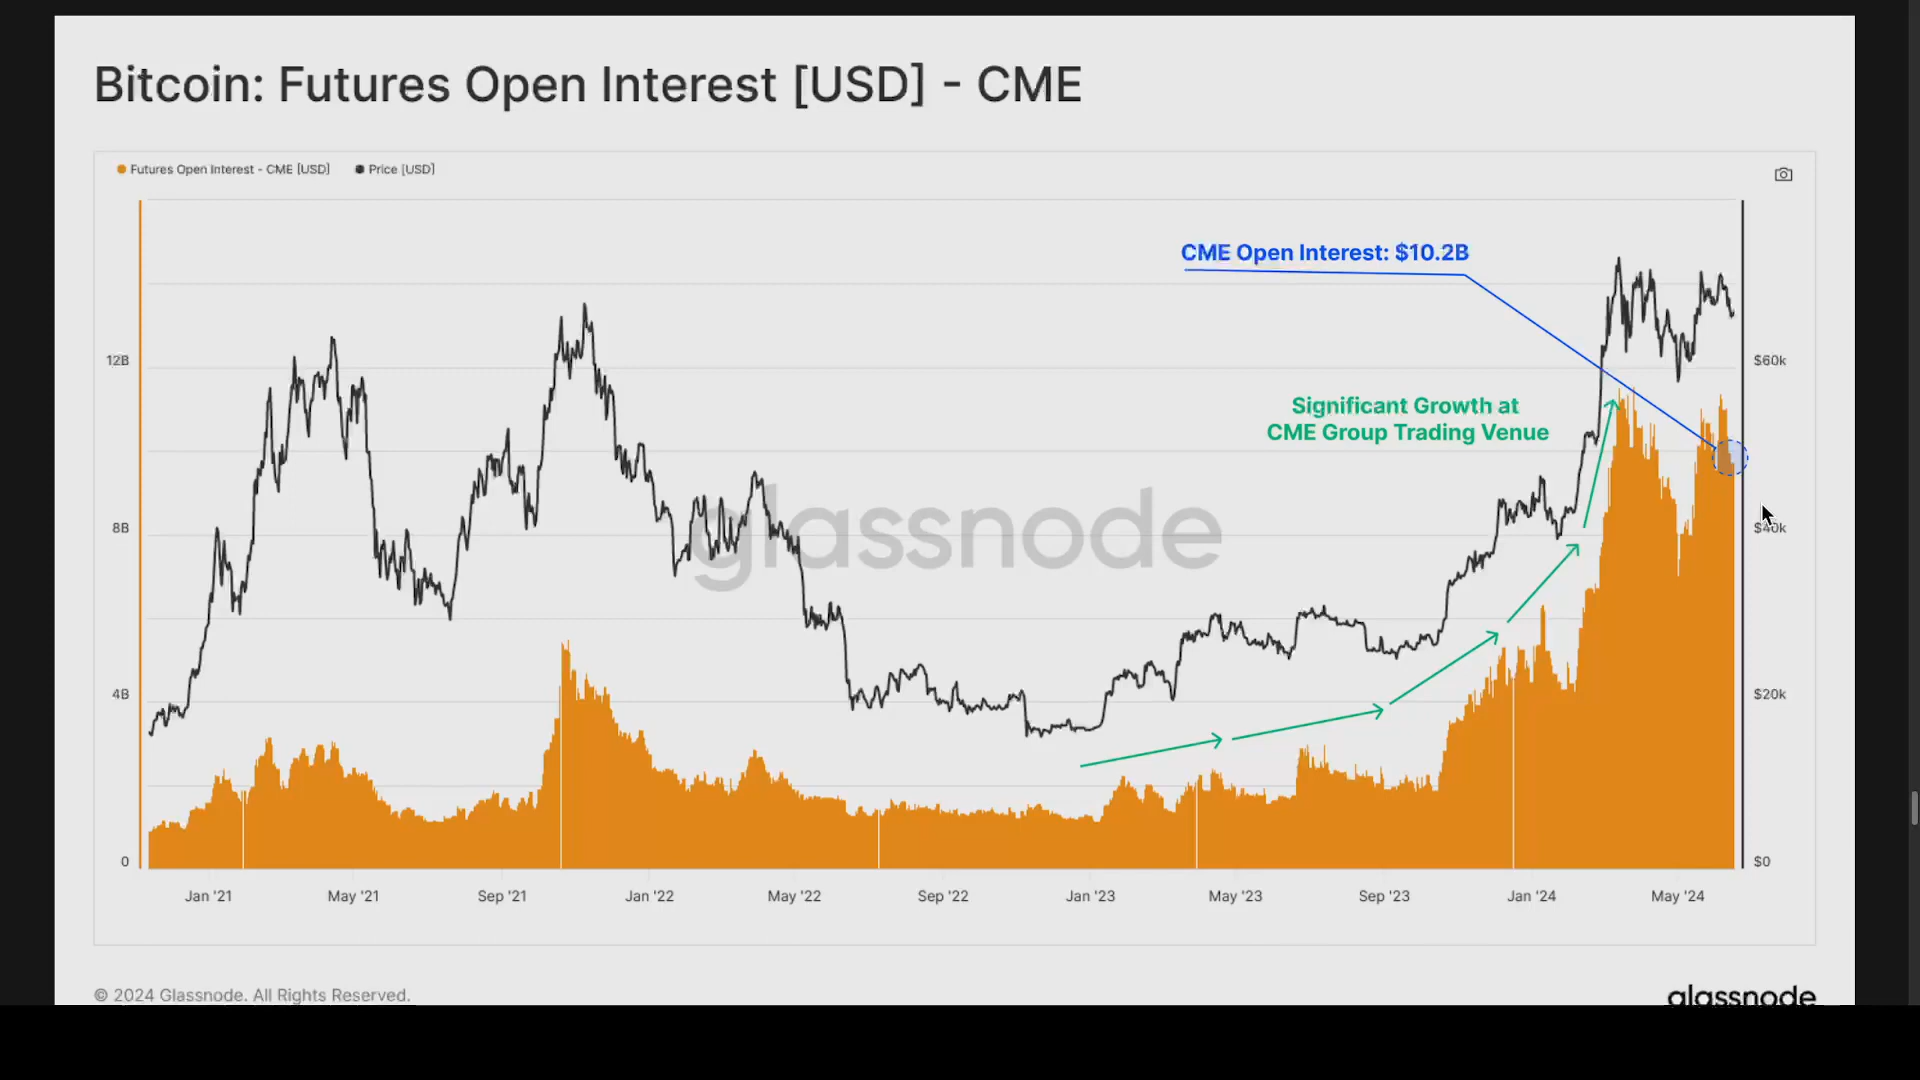 Bitcoin: Futures Open Interest [USD] - CME
Futures Open Interest - CME [USD]
Price [USD]
CME Open Interest: $10.2B
12B
$60k
Significant Growth at
CME Group Trading Venue
glassnode
8B
$40k
4B
$20k
0
$0
Jan '21
May '21
Sep '21
Jan '22
May '22
Sep '22
Jan '23
May '23
Sep '23
Jan '24
May '24
© 2024 Glassnode. All Rights Reserved.
glassnode